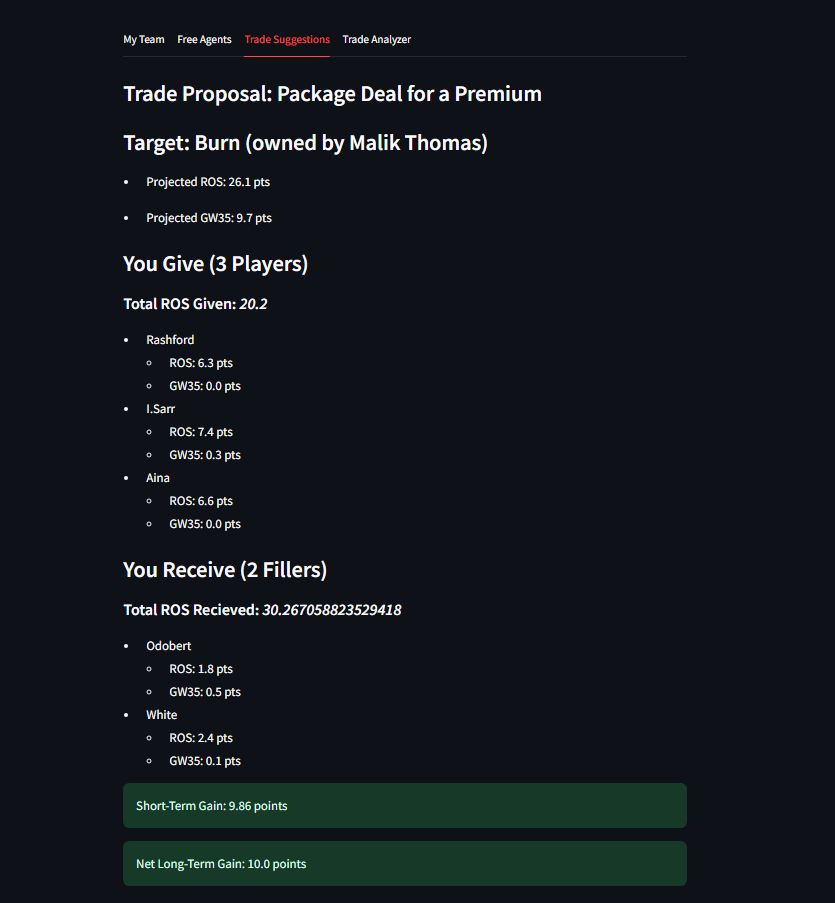 My Team Free Agents Trade Suggestions Trade Analyzer
Trade Proposal: Package Deal for a Premium
Target: Burn (owned by Malik Thomas)
• Projected ROS: 26.1 pts
• Projected GW35: 9.7 pts
You Give (3 Players)
Total ROS Given: 20.2
• Rashford
◦ ROS: 6.3 pts
◦ GW35: 0.0 pts
• I.Sarr
◦ ROS: 7.4 pts
◦ GW35: 0.3 pts
• Aina
◦ ROS: 6.6 pts
◦ GW35: 0.0 pts
You Receive (2 Fillers)
Total ROS Recieved: 30.267058823529418
• Odobert
◦ ROS: 1.8 pts
◦ GW35: 0.5 pts
• White
◦ ROS: 2.4 pts
◦ GW35: 0.1 pts
Short-Term Gain: 9.86 points
Net Long-Term Gain: 10.0 points